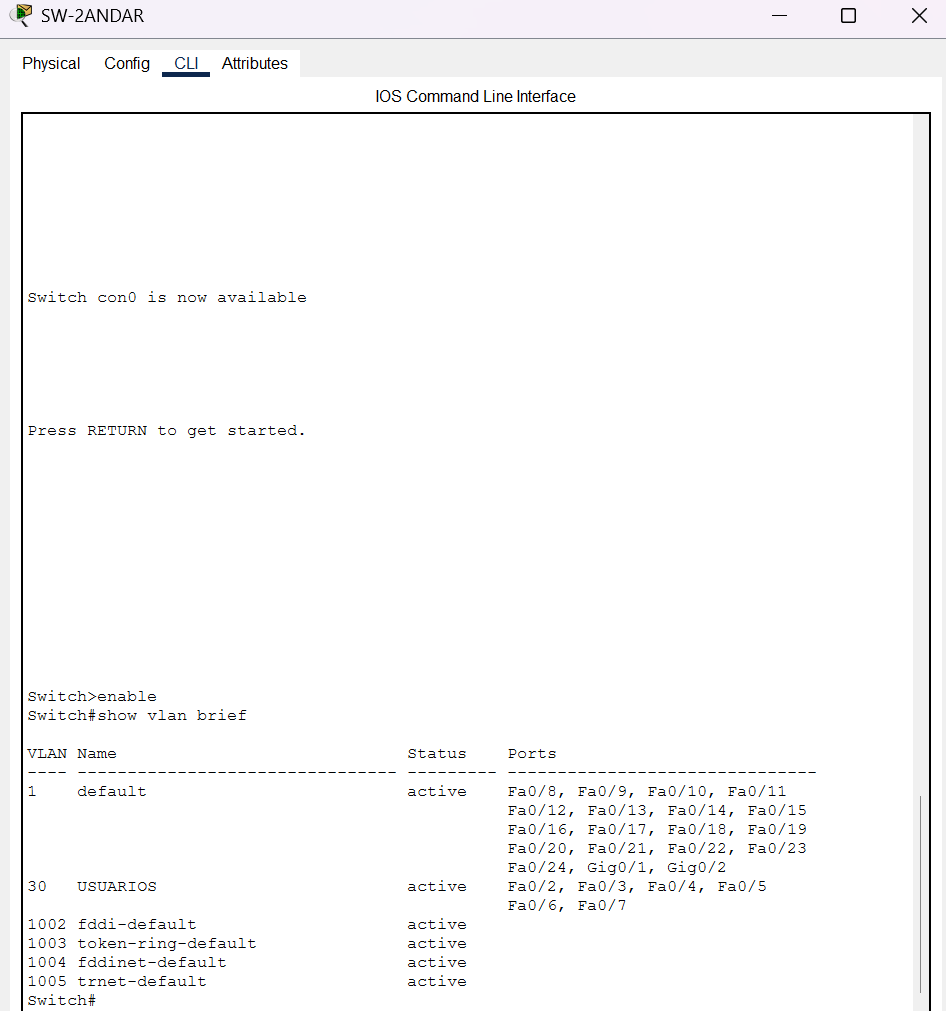 SW-2ANDAR
Physical Config CLI Attributes
IOS Command Line Interface
Switch con0 is now available
Press RETURN to get started.
Switch>enable
Switch#show vlan brief
VLAN Name                             Status    Ports
---- -------------------------------- --------- -------------------------------
1    default                          active    Fa0/8, Fa0/9, Fa0/10, Fa0/11
                                                Fa0/12, Fa0/13, Fa0/14, Fa0/15
                                                Fa0/16, Fa0/17, Fa0/18, Fa0/19
                                                Fa0/20, Fa0/21, Fa0/22, Fa0/23
                                                Fa0/24, Gig0/1, Gig0/2
30   USUARIOS                         active    Fa0/2, Fa0/3, Fa0/4, Fa0/5
                                                Fa0/6, Fa0/7
1002 fddi-default                     active
1003 token-ring-default               active
1004 fddinet-default                  active
1005 trnet-default                    active
Switch#